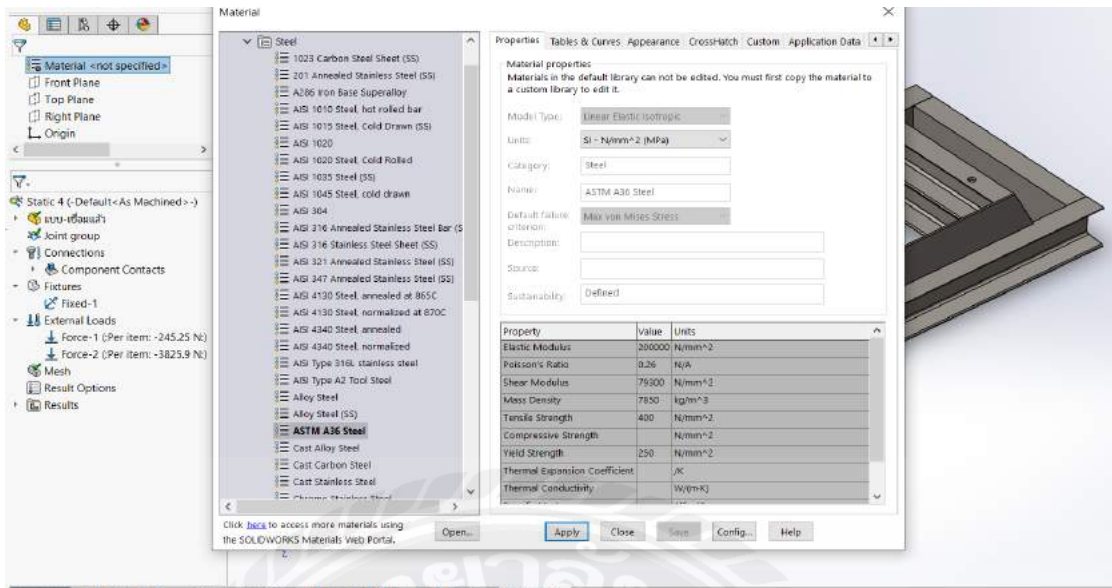 Material
Material <not specified>
Front Plane
Top Plane
Right Plane
Origin
Static 4 (-Default<As Machined>-)
Joint group
Connections
Component Contacts
Fixtures
Fixed-1
External Loads
Force-1 (:Per item: -245.25 N:)
Force-2 (:Per item: -3825.9 N:)
Mesh
Result Options
Results
Steel
1023 Carbon Steel Sheet (SS)
201 Annealed Stainless Steel (SS)
A286 Iron Base Superalloy
AISI 1010 Steel, hot rolled bar
AISI 1015 Steel, Cold Drawn (SS)
AISI 1020
AISI 1020 Steel, Cold Rolled
AISI 1035 Steel (SS)
AISI 1045 Steel, cold drawn
AISI 304
AISI 316 Annealed Stainless Steel Bar (S
AISI 316 Stainless Steel Sheet (SS)
AISI 321 Annealed Stainless Steel (SS)
AISI 347 Annealed Stainless Steel (SS)
AISI 4130 Steel, annealed at 865C
AISI 4130 Steel, normalized at 870C
AISI 4340 Steel, annealed
AISI 4340 Steel, normalized
AISI Type 316L stainless steel
AISI Type A2 Tool Steel
Alloy Steel
Alloy Steel (SS)
ASTM A36 Steel
Cast Alloy Steel
Cast Carbon Steel
Cast Stainless Steel
Chrome Stainless Steel
Click here to access more materials using
the SOLIDWORKS Materials Web Portal.
Open...
Properties Tables & Curves Appearance CrossHatch Custom Application Data
Material properties
Materials in the default library can not be edited. You must first copy the material to
a custom library to edit it.
Model Type: Linear Elastic Isotropic
Units: SI - N/mm^2 (MPa)
Category: Steel
Name: ASTM A36 Steel
Default failure criterion: Max von Mises Stress
Description:
Source:
Sustainability: Defined
Property Value Units
Elastic Modulus 200000 N/mm^2
Poisson's Ratio 0.26 N/A
Shear Modulus 79300 N/mm^2
Mass Density 7850 kg/m^3
Tensile Strength 400 N/mm^2
Compressive Strength N/mm^2
Yield Strength 250 N/mm^2
Thermal Expansion Coefficient /K
Thermal Conductivity W/(m·K)
Apply Close Save Config... Help